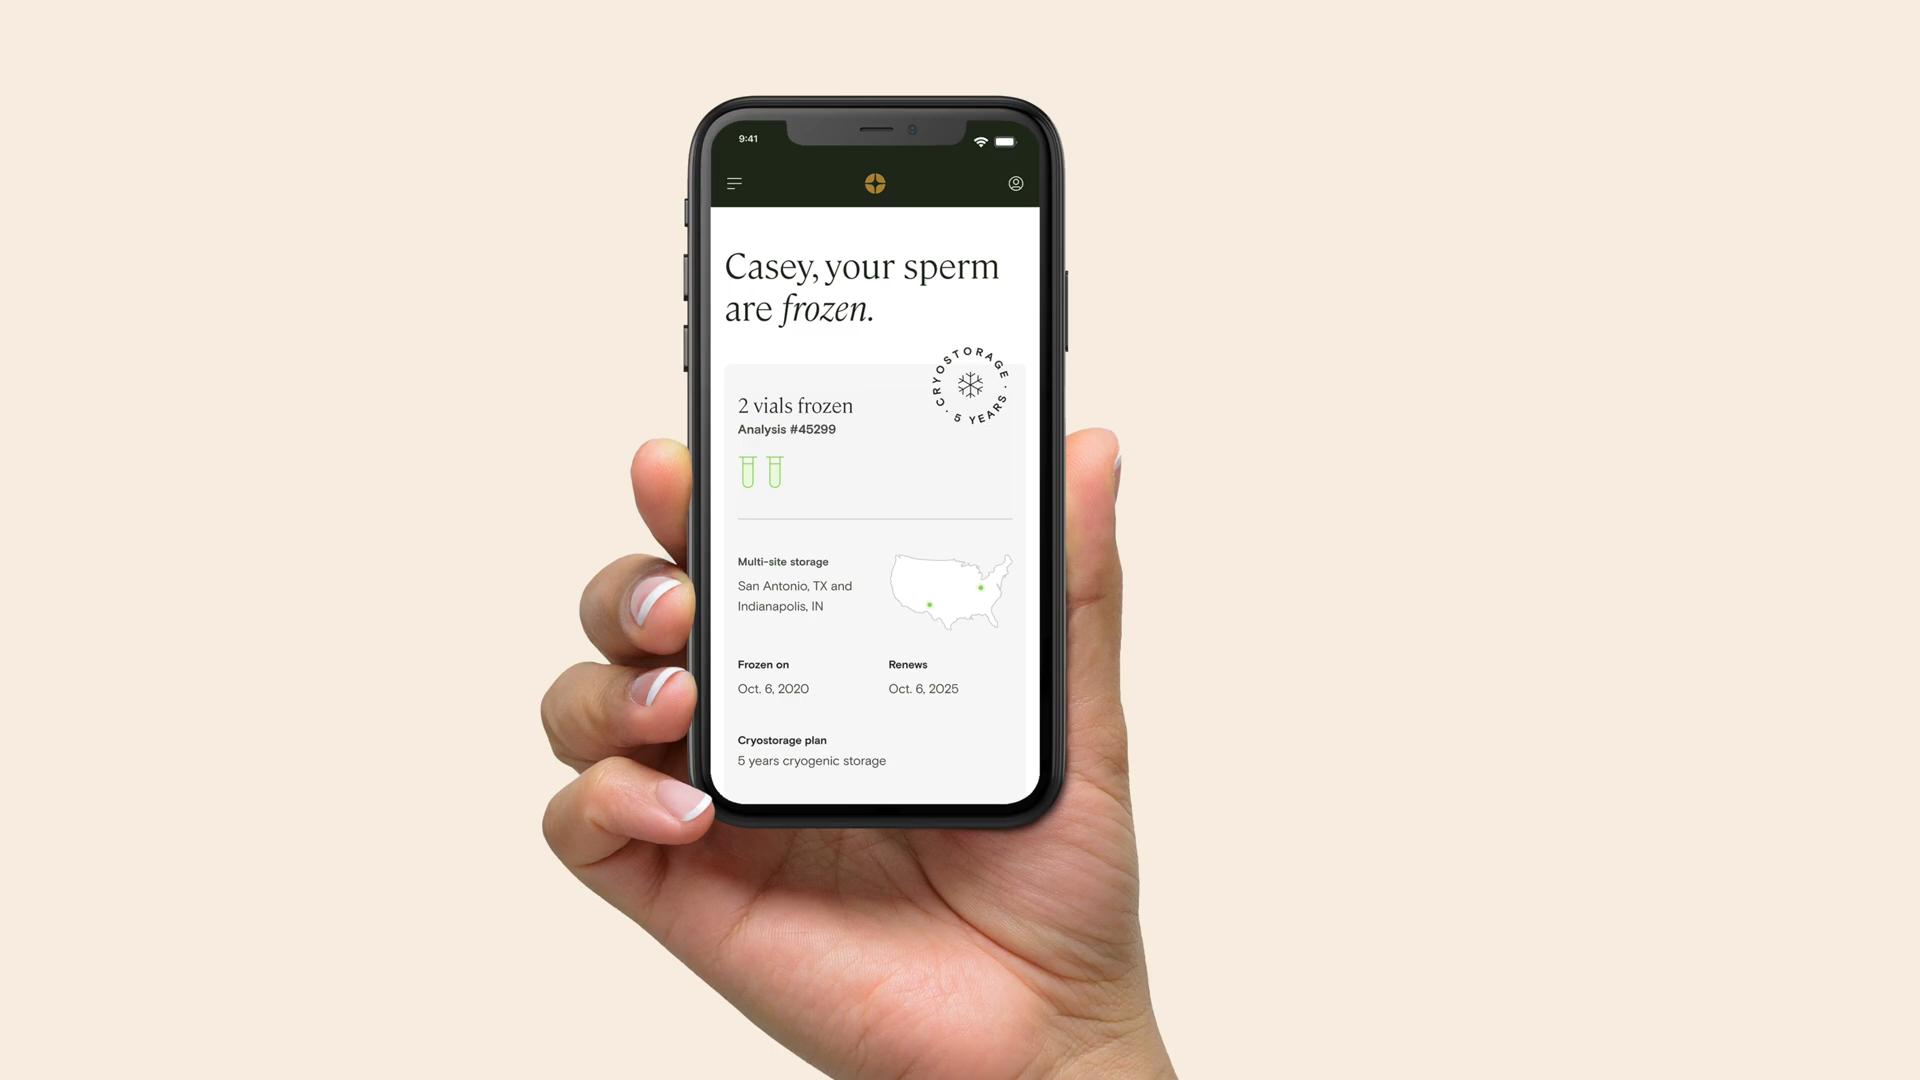 9:41
Casey, your sperm
are frozen.
CRYOSTORAGE · 5 YEARS ·
2 vials frozen
Analysis #45299
Multi-site storage
San Antonio, TX and
Indianapolis, IN
Frozen on
Renews
Oct. 6, 2020
Oct. 6, 2025
Cryostorage plan
5 years cryogenic storage